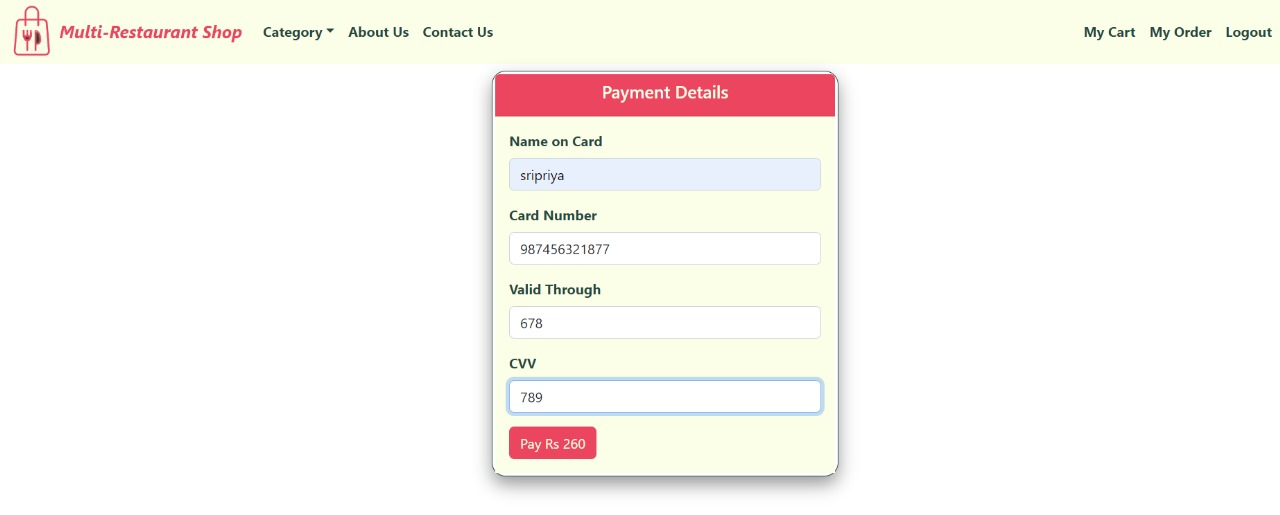 Multi-Restaurant Shop Category About Us Contact Us My Cart My Order Logout
Payment Details
Name on Card
sripriya
Card Number
987456321877
Valid Through
678
CVV
789
Pay Rs 260